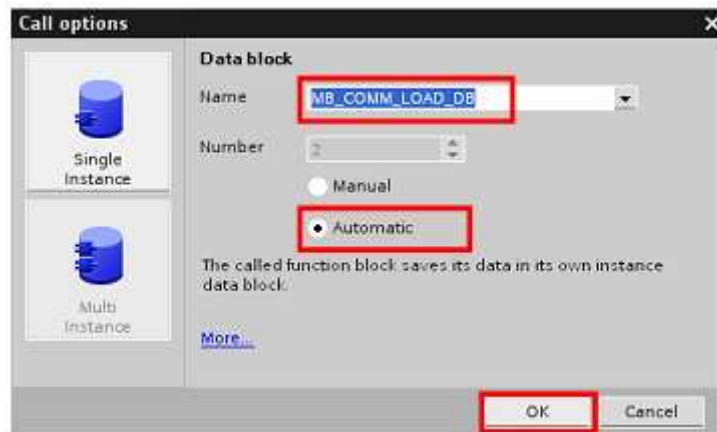 Call options
Data block
Name
MB_COMM_LOAD_DB
Number
2
Single
Instance
Manual
Automatic
The called function block saves its data in its own instance
data block.
Multi
Instance
More...
OK
Cancel